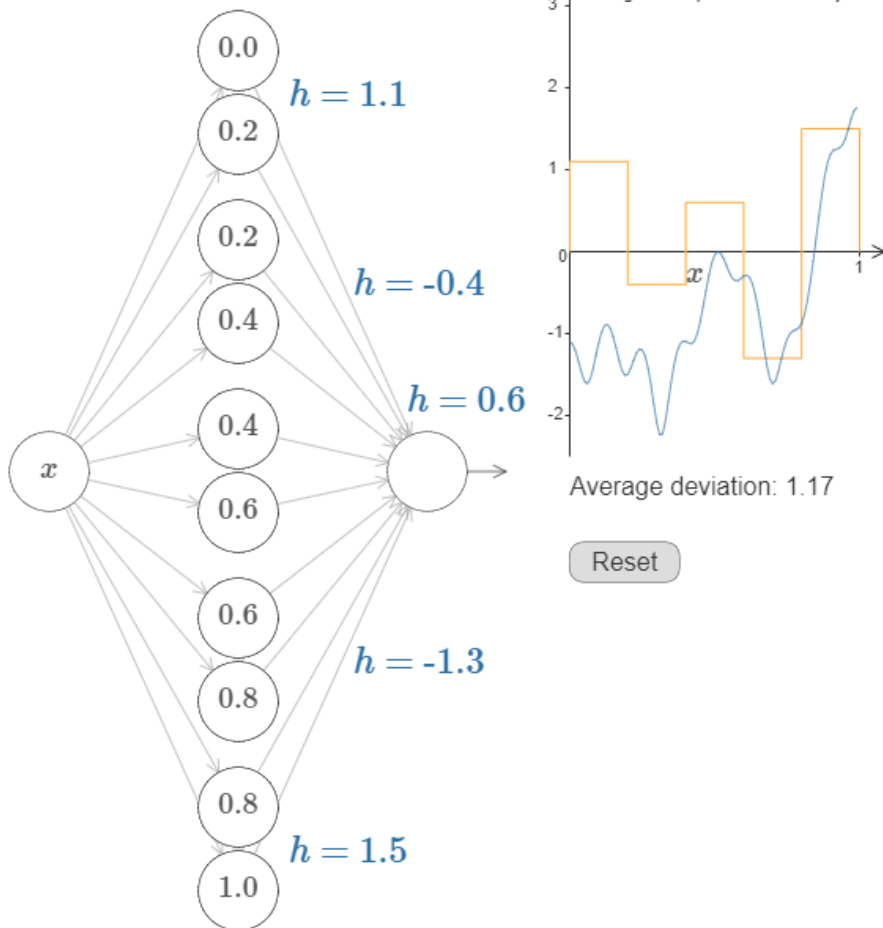 0.0
h = 1.1
0.2
0.2
h = -0.4
0.4
0.4
h = 0.6
x
0.6
0.6
h = -1.3
0.8
0.8
h = 1.5
1.0
3
2
1
0
x
1
-1
-2
Average deviation: 1.17
Reset